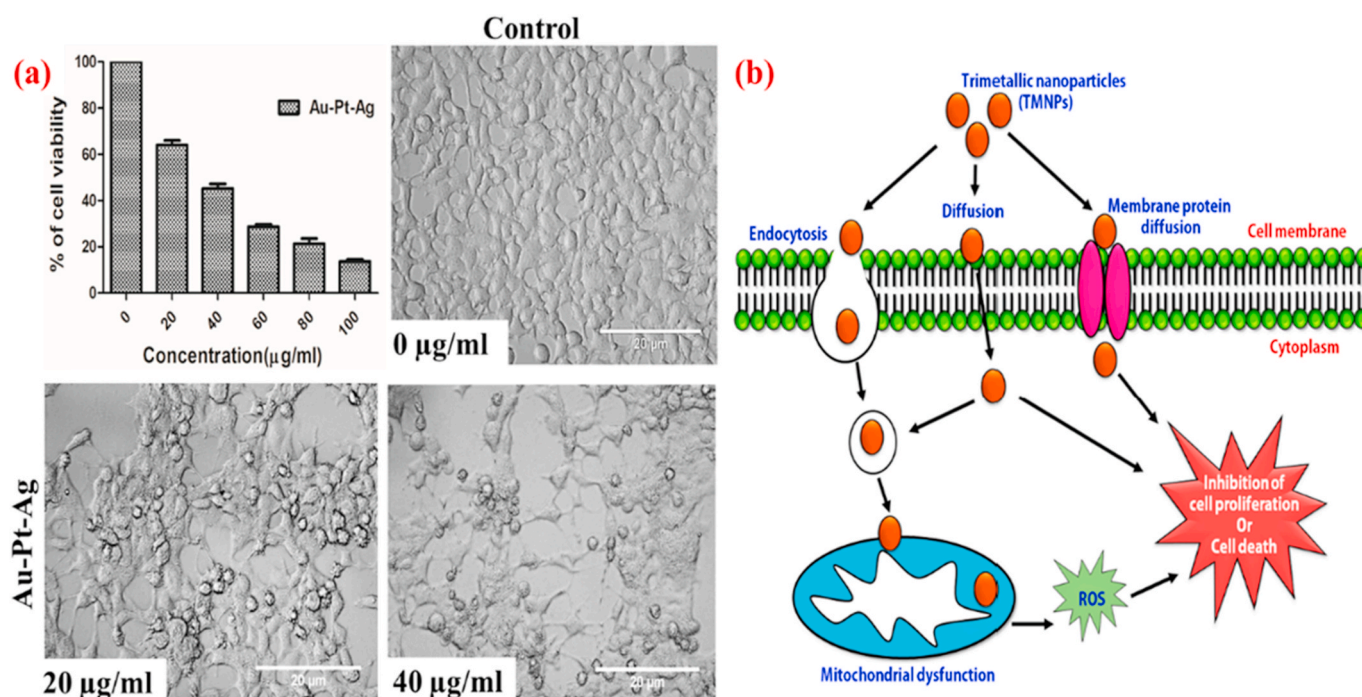 (a)
% of cell viability
100
80
60
40
20
0
Au-Pt-Ag
0
20
40
60
80
100
Concentration(μg/ml)
Control
0 μg/ml
20 μm
Au-Pt-Ag
20 μg/ml
20 μm
40 μg/ml
20 μm
(b)
Trimetallic nanoparticles
(TMNPs)
Endocytosis
Diffusion
Membrane protein
diffusion
Cell membrane
Cytoplasm
Inhibition of
cell proliferation
Or
Cell death
ROS
Mitochondrial dysfunction